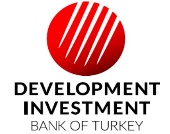 DEVELOPMENT
INVESTMENT
BANK OF TURKEY